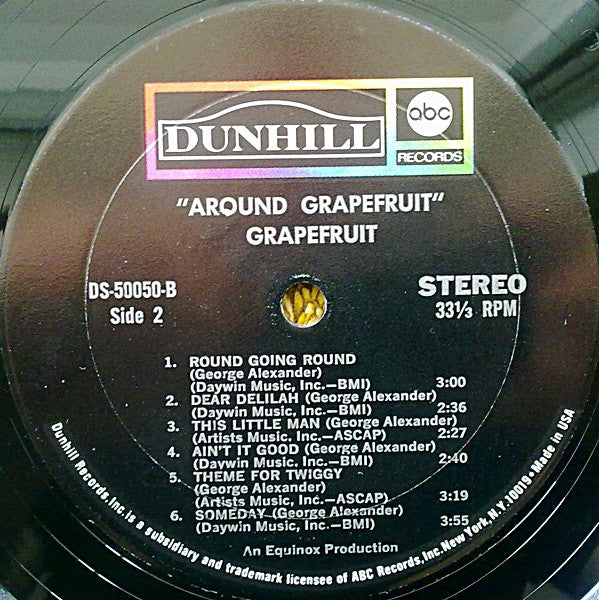 DUNHILL
abc
RECORDS
"AROUND GRAPEFRUIT"
GRAPEFRUIT
DS-50050-B
Side 2
STEREO
33⅓ RPM
1. ROUND GOING ROUND
(George Alexander)
(Daywin Music, Inc.—BMI) 3:00
2. DEAR DELILAH (George Alexander)
(Daywin Music, Inc.—BMI) 2:36
3. THIS LITTLE MAN (George Alexander)
(Artists Music, Inc.—ASCAP) 2:27
4. AIN'T IT GOOD (George Alexander)
(Daywin Music, Inc.—BMI) 2:40
5. THEME FOR TWIGGY
(George Alexander)
(Artists Music, Inc.—ASCAP) 3:19
6. SOMEDAY (George Alexander)
(Daywin Music, Inc.—BMI) 3:55
An Equinox Production
Dunhill Records, Inc. is a subsidiary and trademark licensee of ABC Records, Inc. New York, N.Y. 10019 • Made in USA